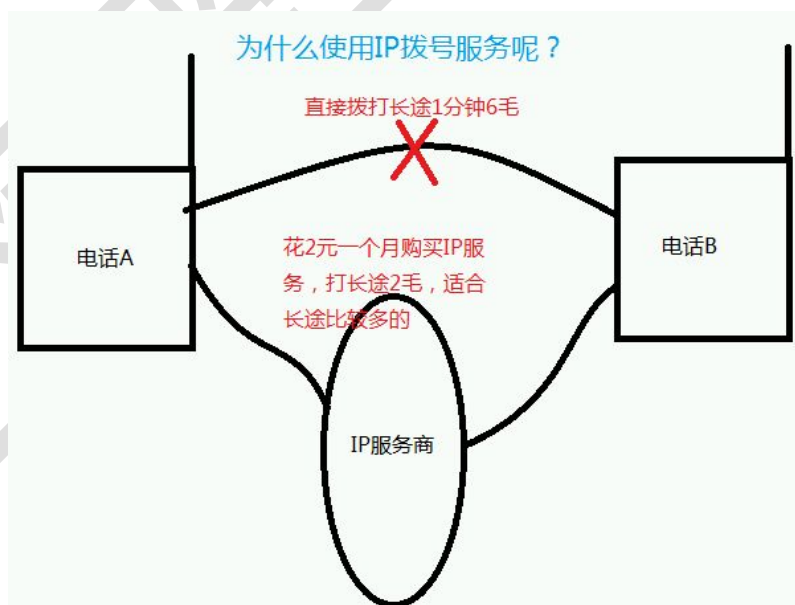 为什么使用IP拨号服务呢？
直接拨打长途1分钟6毛
电话A
电话B
花2元一个月购买IP服
务，打长途2毛，适合
长途比较多的
IP服务商